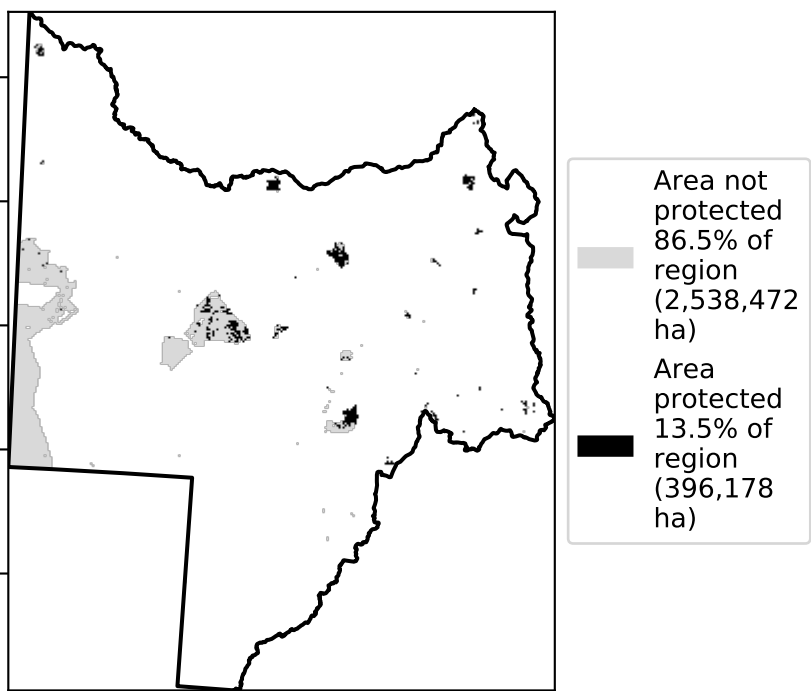 Area not
protected
86.5% of
region
(2,538,472
ha)
Area
protected
13.5% of
region
(396,178
ha)